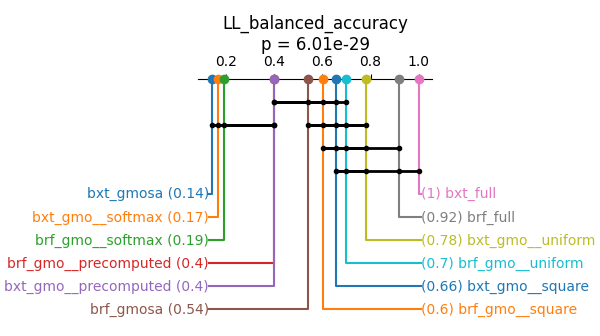 LL_balanced_accuracy
p = 6.01e-29
0.2 0.4 0.6 0.8 1.0
bxt_gmosa (0.14)
(1) bxt_full
bxt_gmo__softmax (0.17)
(0.92) brf_full
brf_gmo__softmax (0.19)
(0.78) bxt_gmo__uniform
brf_gmo__precomputed (0.4)
(0.7) brf_gmo__uniform
bxt_gmo__precomputed (0.4)
(0.66) bxt_gmo__square
brf_gmosa (0.54)
(0.6) brf_gmo__square